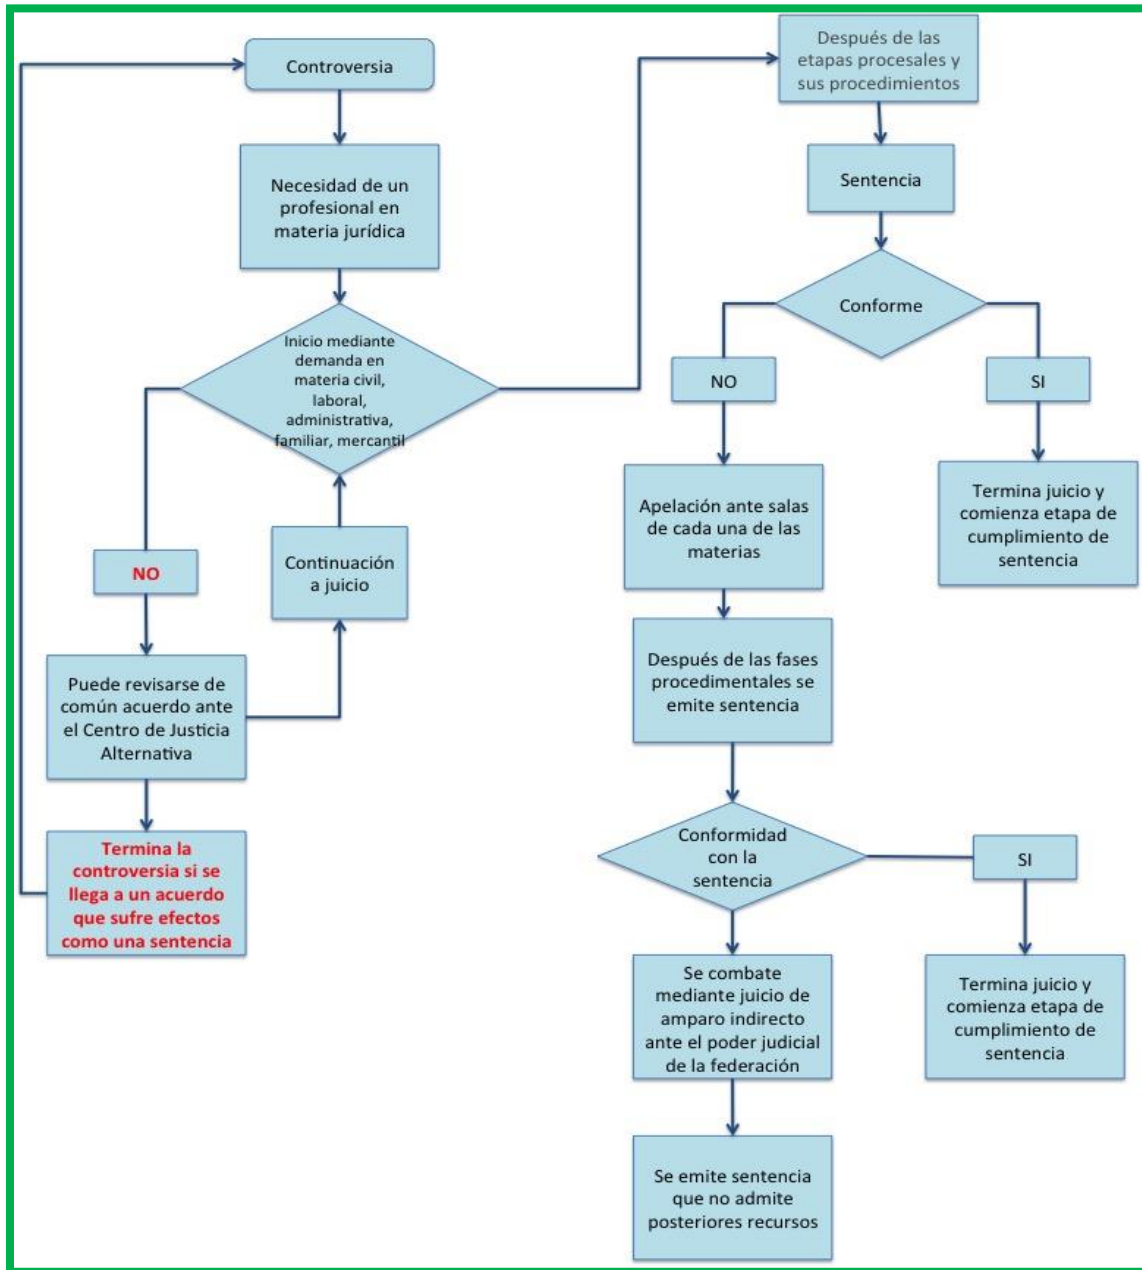 Controversia
Necesidad de un
profesional en
materia jurídica
Inicio mediante
demanda en
materia civil,
laboral,
administrativa,
familiar, mercantil
NO
Continuación
a juicio
Puede revisarse de
común acuerdo ante
el Centro de Justicia
Alternativa
Termina la
controversia si se
llega a un acuerdo
que sufre efectos
como una sentencia
Después de las
etapas procesales y
sus procedimientos
Sentencia
Conforme
NO
SI
Apelación ante salas
de cada una de las
materias
Termina juicio y
comienza etapa de
cumplimiento de
sentencia
Después de las fases
procedimentales se
emite sentencia
Conformidad
con la
sentencia
SI
Se combate
mediante juicio de
amparo indirecto
ante el poder judicial
de la federación
Termina juicio y
comienza etapa de
cumplimiento de
sentencia
Se emite sentencia
que no admite
posteriores recursos